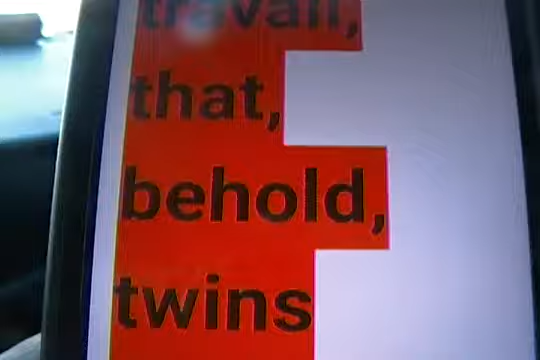 travail,
that,
behold,
twins